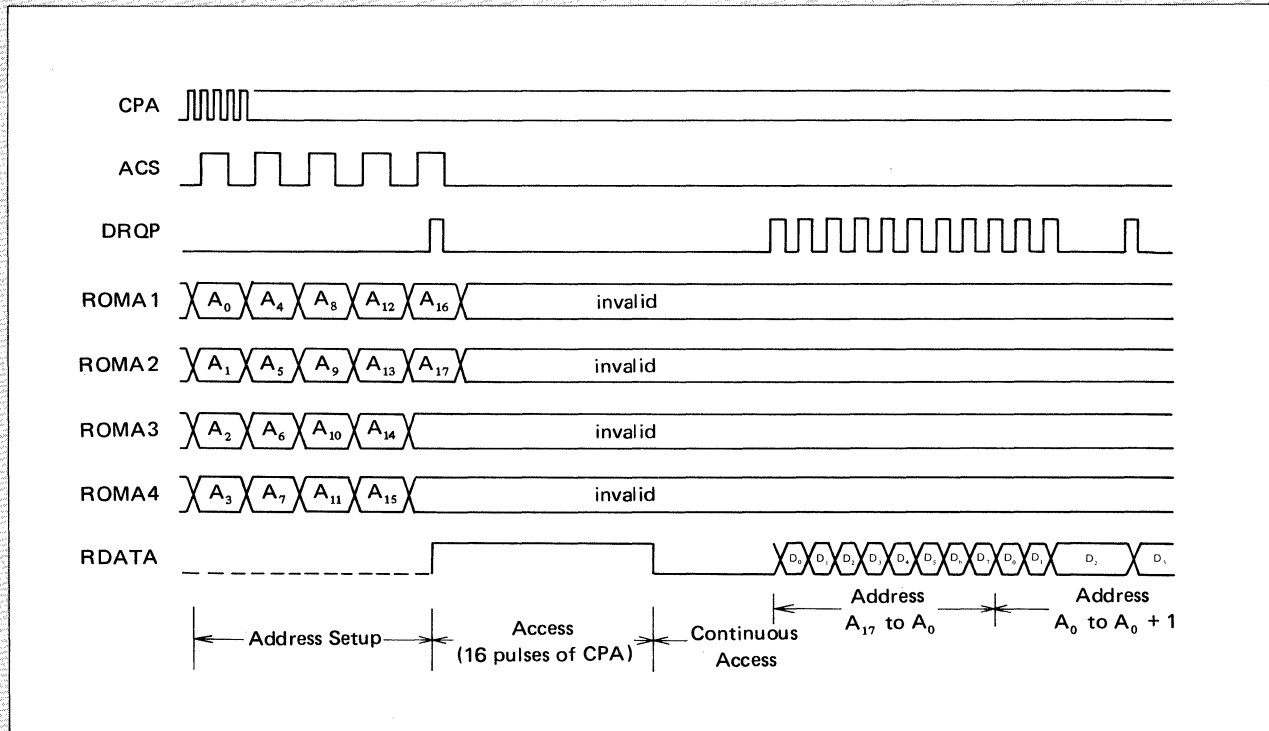 CPA
ACS
DRQP
ROMA1 A₀ A₄ A₈ A₁₂ A₁₆ invalid
ROMA2 A₁ A₅ A₉ A₁₃ A₁₇ invalid
ROMA3 A₂ A₆ A₁₀ A₁₄ invalid
ROMA4 A₃ A₇ A₁₁ A₁₅ invalid
RDATA D₀ D₁ D₂ D₃ D₄ D₅ D₆ D₇ D₀ D₁ D₂ D₃
Address Setup
Access
(16 pulses of CPA)
Continuous
Access
Address
A₁₇ to A₀
Address
A₀ to A₀ + 1